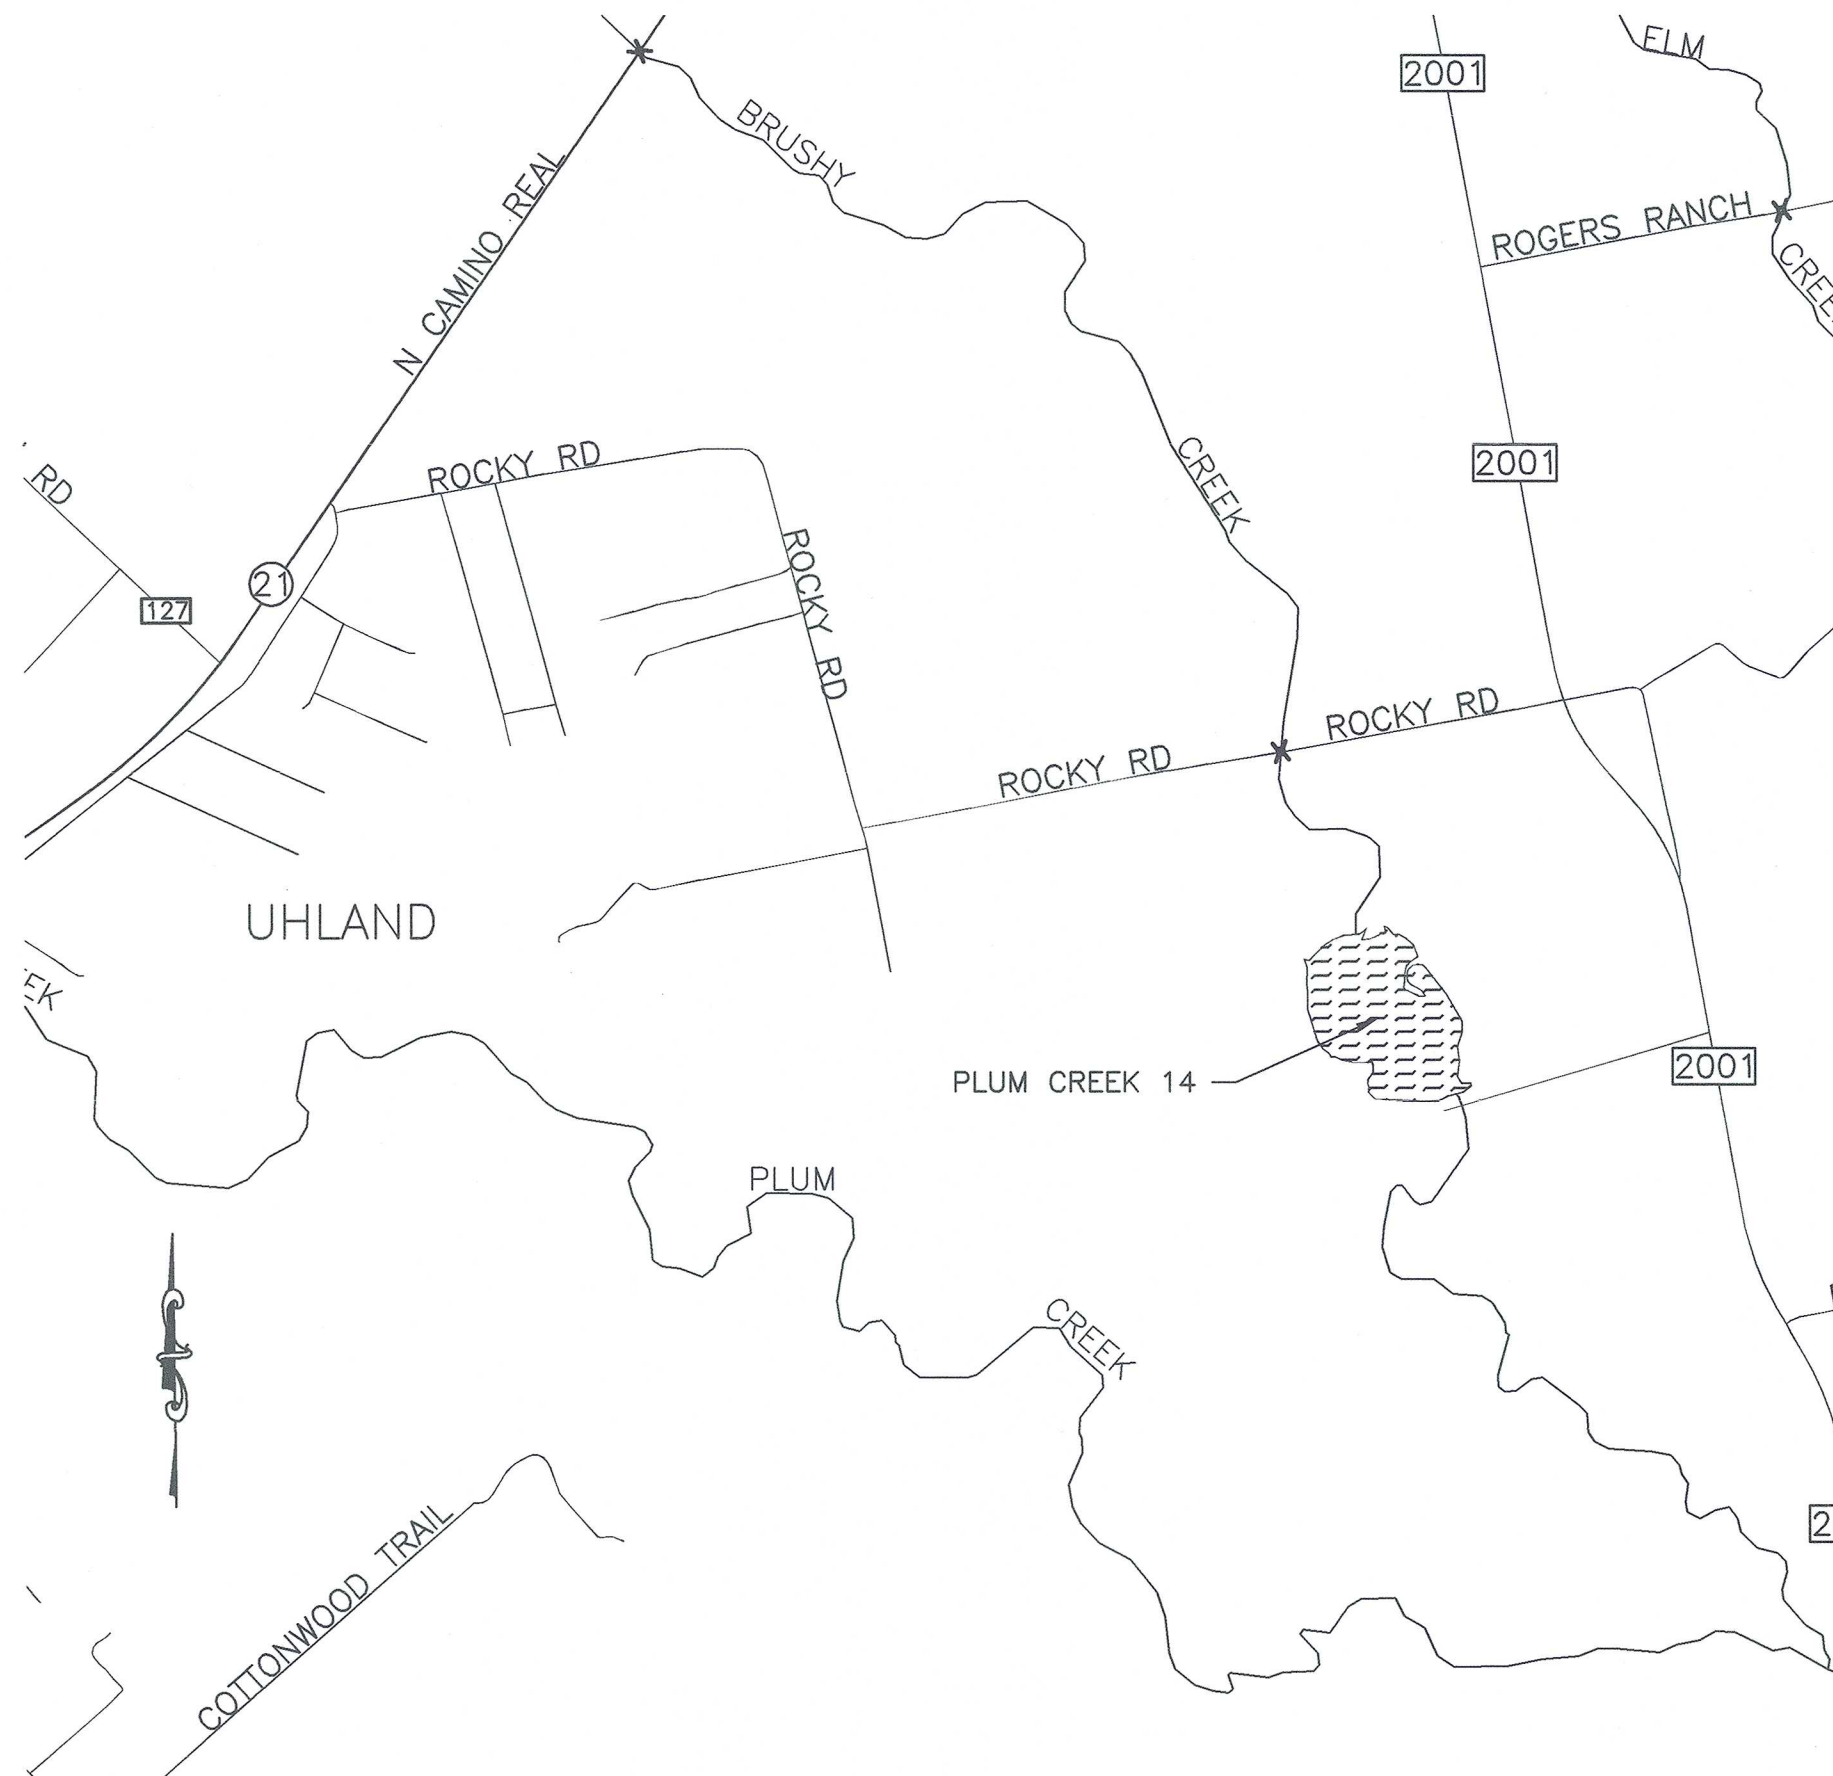 ELM
2001
BRUSHY
N CAMINO REAL
ROGERS RANCH
2001
CREEK
ROCKY RD
RD
21
127
ROCKY RD
ROCKY RD
ROCKY RD
UHLAND
PLUM CREEK 14
2001
PLUM
CREEK
COTTONWOOD TRAIL